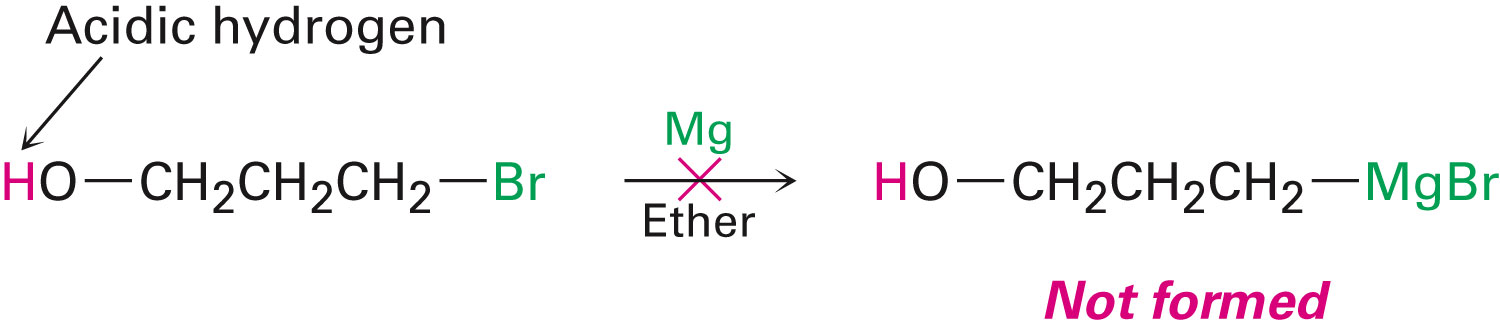 Acidic hydrogen
Mg
HO—CH₂CH₂CH₂—Br
HO—CH₂CH₂CH₂—MgBr
Ether
Not formed